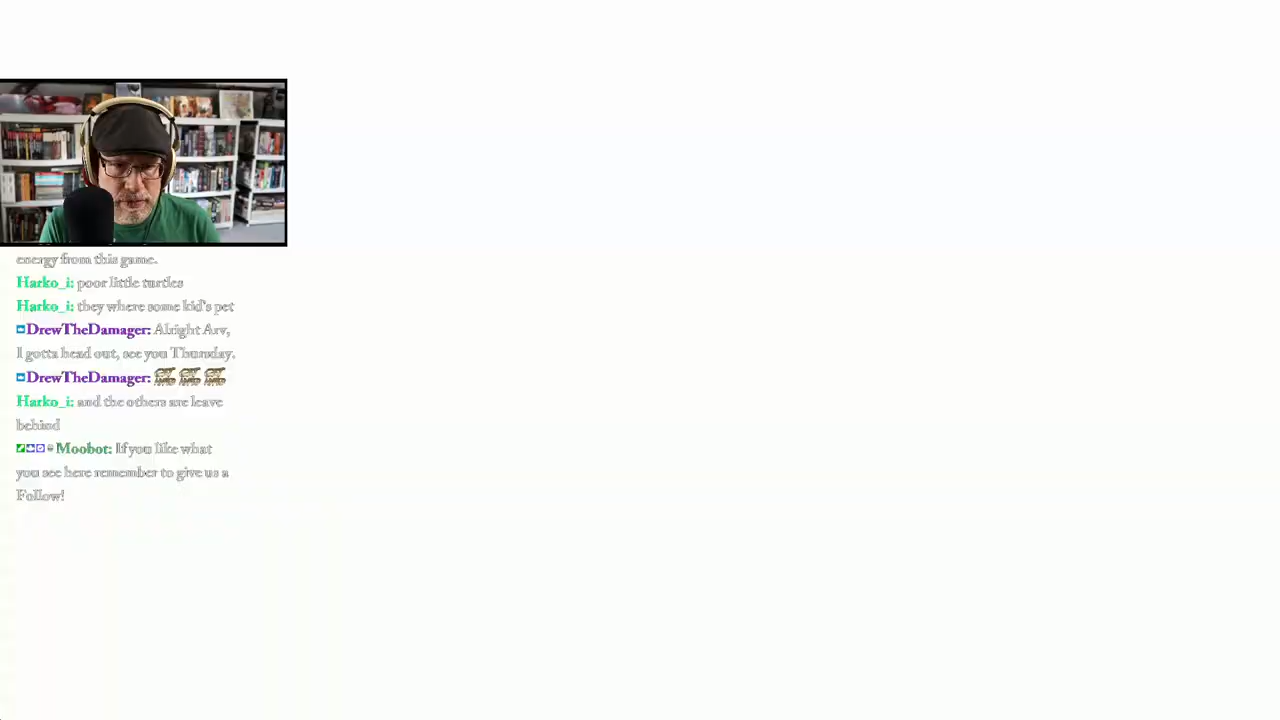 energy from this game.
Harko_i: poor little turtles
Harko_i: they where some kid's pet
DrewTheDamager: Alright Arv,
I gotta head out, see you Thursday.
DrewTheDamager:
Harko_i: and the others are leave
behind
Moobot: If you like what
you see here remember to give us a
Follow!